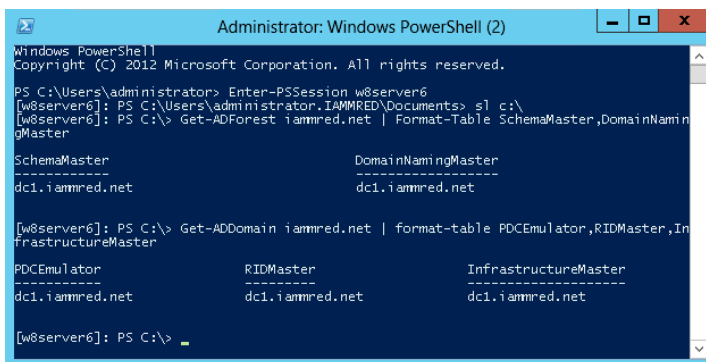 Administrator: Windows PowerShell (2)
Windows PowerShell
Copyright (C) 2012 Microsoft Corporation. All rights reserved.
PS C:\Users\administrator> Enter-PSSession w8server6
[w8server6]: PS C:\Users\administrator.IAMMRED\Documents> sl c:\
[w8server6]: PS C:\> Get-ADForest iammred.net | Format-Table SchemaMaster,DomainNamin
gMaster
SchemaMaster DomainNamingMaster
------------ ------------------
dc1.iammred.net dc1.iammred.net
[w8server6]: PS C:\> Get-ADDomain iammred.net | format-table PDCEmulator,RIDMaster,In
frastructureMaster
PDCEmulator RIDMaster InfrastructureMaster
----------- --------- --------------------
dc1.iammred.net dc1.iammred.net dc1.iammred.net
[w8server6]: PS C:\> _